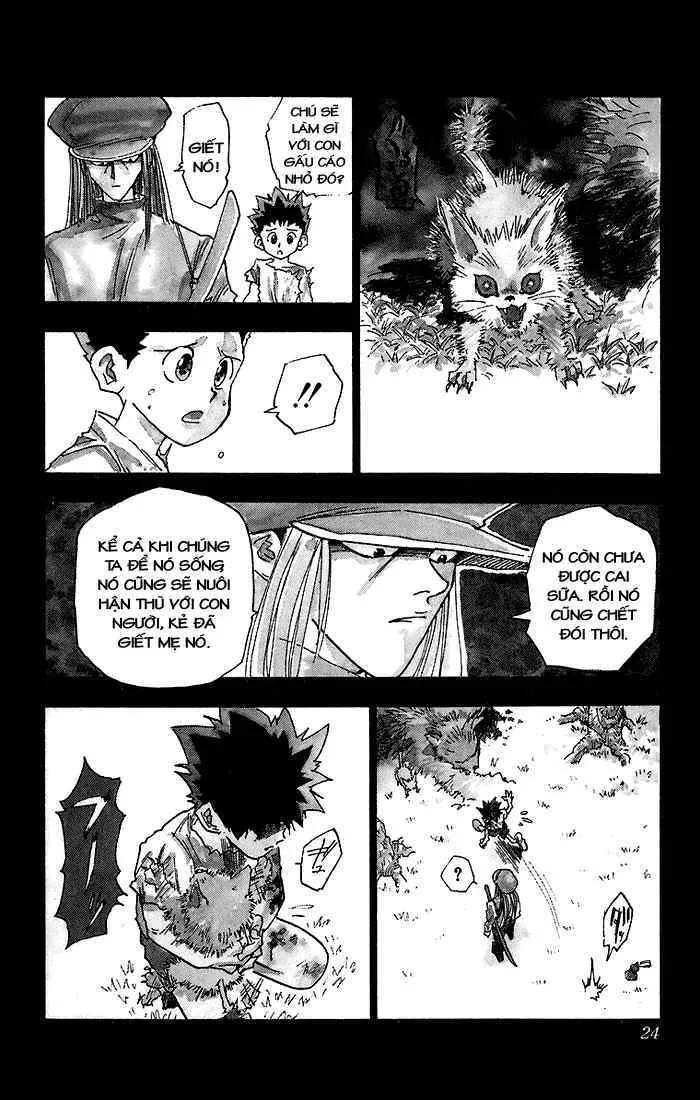 CHÚ SẼ
LÀM GÌ
VỚI CON
GẤU CÁO
NHỎ ĐÓ?
GIẾT
NÓ!
!!
NÓ CÒN CHƯA
ĐƯỢC CAI
SỮA. RỒI NÓ
CŨNG CHẾT
ĐÓI THÔI.
KỂ CẢ KHI CHÚNG
TA ĐỂ NÓ SỐNG
NÓ CŨNG SẼ NUÔI
HẬN THÙ VỚI CON
NGƯỜI, KẺ ĐÃ
GIẾT MẸ NÓ.
?
24